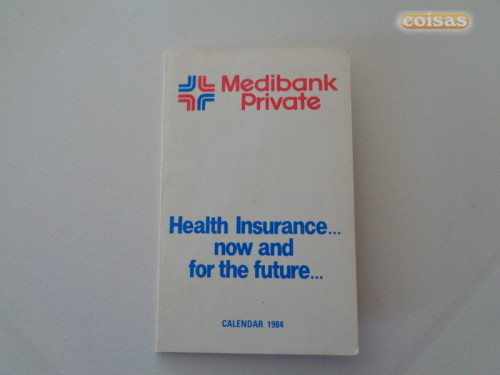 coisas
Medibank
Private
Health Insurance...
now and
for the future...
CALENDAR 1984